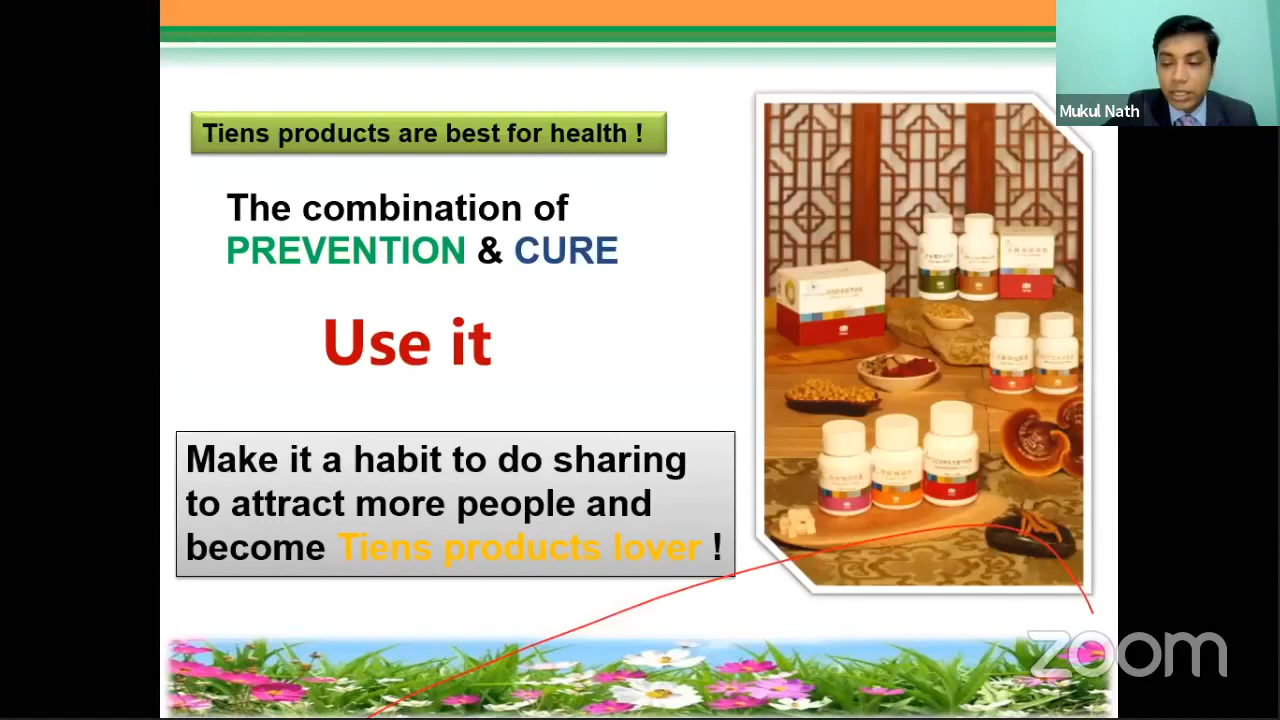 Tiens products are best for health !
Mukul Nath
The combination of
PREVENTION & CURE
Use it
Make it a habit to do sharing
to attract more people and
become Tiens products lover !
zoom